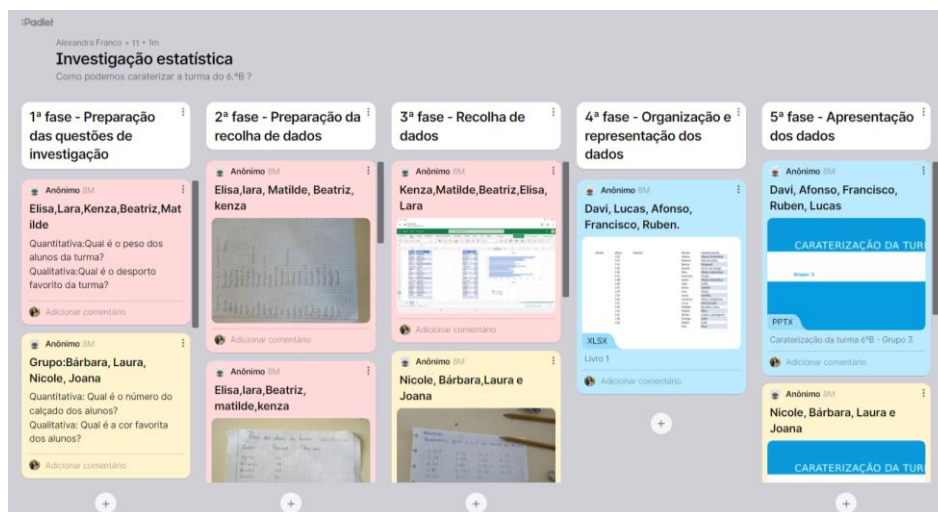 :Padlet
Alexandra Franco + 11 • 1m
Investigação estatística
Como podemos caraterizar a turma do 6.ºB ?
1ª fase - Preparação
das questões de
investigação
Anônimo 8M
Elisa,Lara,Kenza,Beatriz,Mat
ilde
Quantitativa:Qual é o peso dos
alunos da turma?
Qualitativa:Qual é o desporto
favorito da turma?
Adicionar comentário
Anônimo 8M
Grupo:Bárbara, Laura,
Nicole, Joana
Quantitativa: Qual é o número do
calçado dos alunos?
Qualitativa: Qual é a cor favorita
dos alunos?
Adicionar comentário
2ª fase - Preparação da
recolha de dados
Anônimo 8M
Elisa,lara, Matilde, Beatriz,
kenza
Adicionar comentário
Anônimo 8M
Elisa,lara,Beatriz,
matilde,kenza
3ª fase - Recolha de
dados
Anônimo 8M
Kenza,Matilde,Beatriz,Elisa,
Lara
Adicionar comentário
Anônimo 8M
Nicole, Bárbara,Laura e
Joana
4ª fase - Organização e
representação dos
dados
Anônimo 8M
Davi, Lucas, Afonso,
Francisco, Ruben.
XLSX
Livro 1
Adicionar comentário
5ª fase - Apresentação
dos dados
Anônimo 8M
Davi, Afonso, Francisco,
Ruben, Lucas
CARATERIZAÇÃO DA TUR
Grupo: 3
PPTX
Caraterização da turma 6ºB - Grupo 3
Adicionar comentário
Anônimo 8M
Nicole, Bárbara, Laura e
Joana
CARATERIZAÇÃO DA TUR